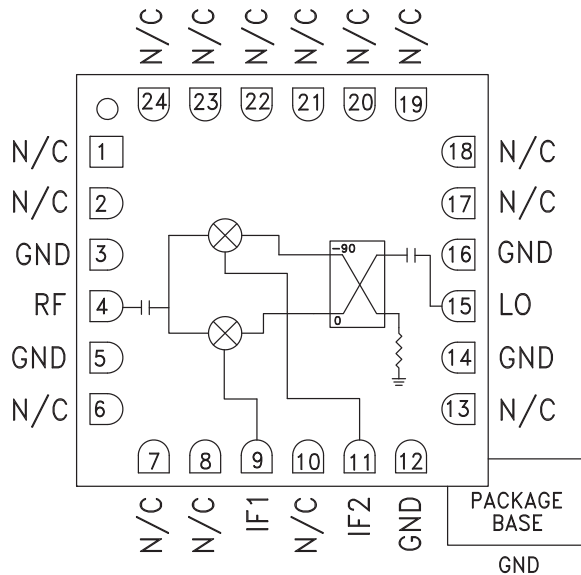 N/C N/C N/C N/C N/C N/C
24 23 22 21 20 19
N/C 1
18 N/C
N/C 2
17 N/C
GND 3
16 GND
-90
RF 4
15 LO
0
GND 5
14 GND
N/C 6
13 N/C
7 8 9 10 11 12
N/C N/C IF1 N/C IF2 GND
PACKAGE
BASE
GND